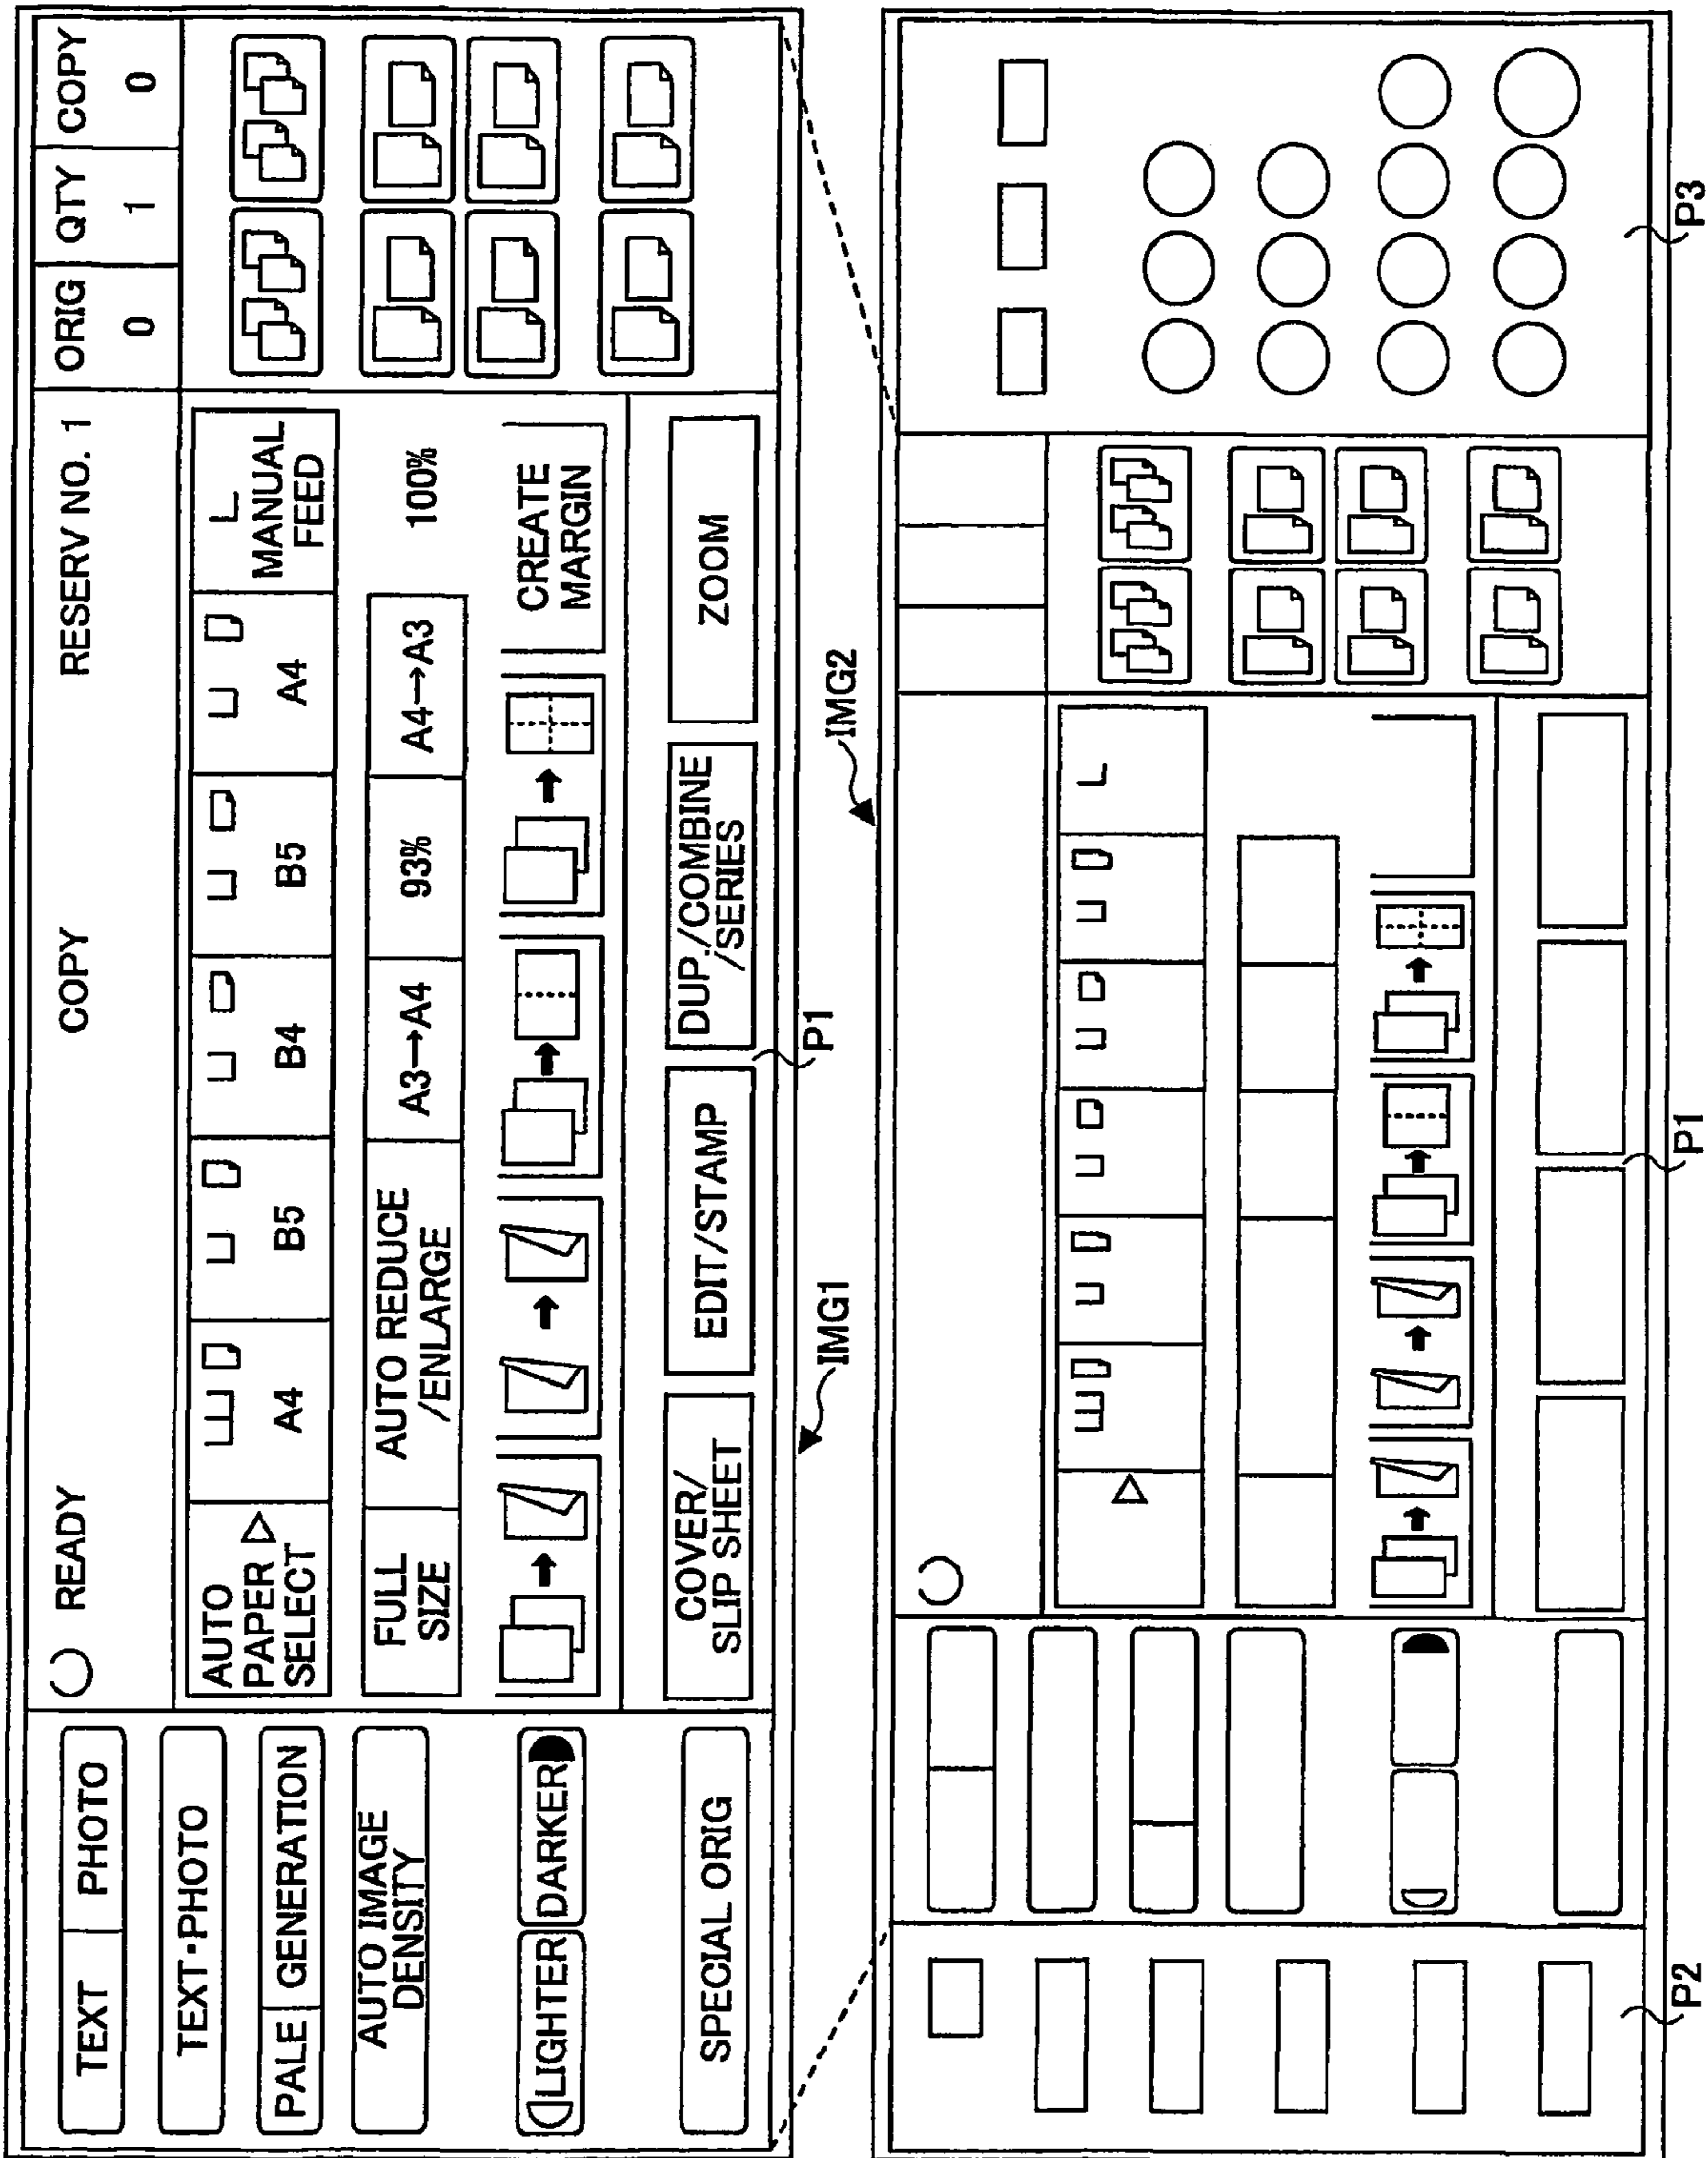 TEXT PHOTO
TEXT·PHOTO
PALE GENERATION
AUTO IMAGE
DENSITY
LIGHTER DARKER
SPECIAL ORIG
READY COPY RESERV NO. 1
ORIG QTY COPY
0 1 0
AUTO
PAPER
SELECT
A4
B5
B4
B5
A4
MANUAL
FEED
FULL
SIZE
AUTO REDUCE
/ENLARGE
A3→A4
93%
A4→A3
100%
CREATE
MARGIN
COVER/
SLIP SHEET
EDIT/STAMP
DUP./COMBINE
/SERIES
ZOOM
P1
IMG1
IMG2
P2
P1
P3